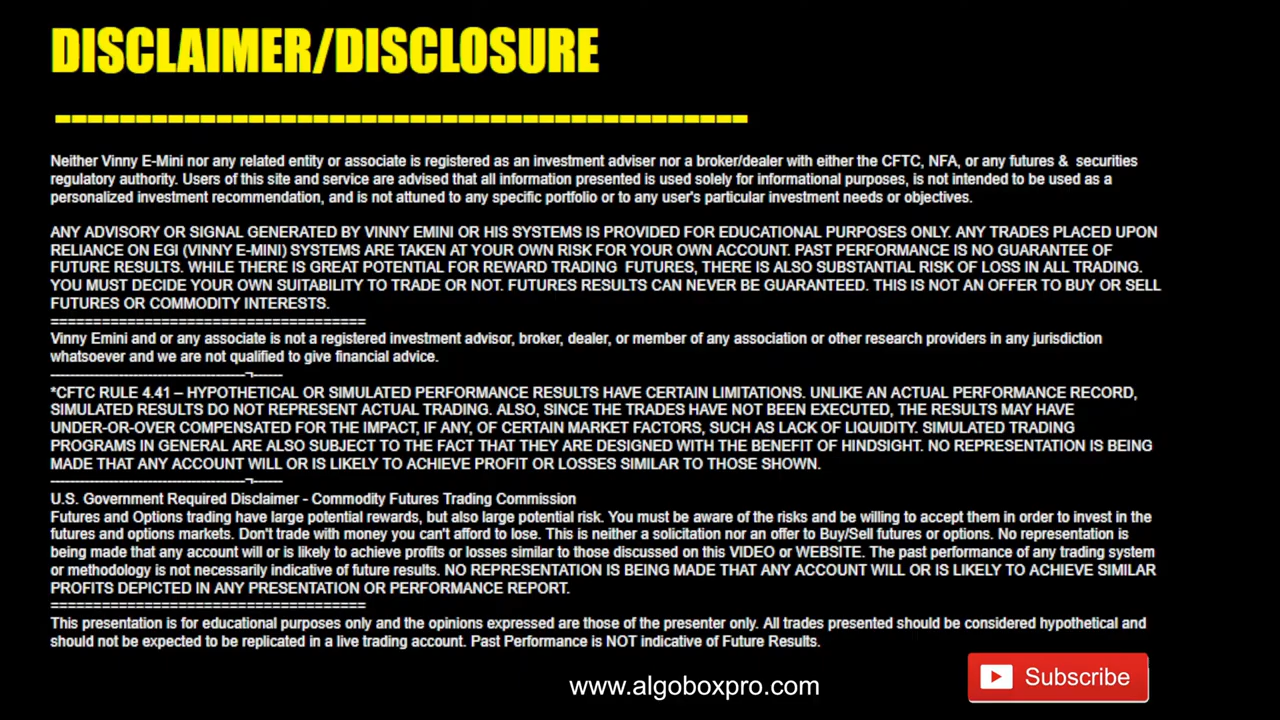 DISCLAIMER/DISCLOSURE
-------------------------------------------
Neither Vinny E-Mini nor any related entity or associate is registered as an investment adviser nor a broker/dealer with either the CFTC, NFA, or any futures & securities
regulatory authority. Users of this site and service are advised that all information presented is used solely for informational purposes, is not intended to be used as a
personalized investment recommendation, and is not attuned to any specific portfolio or to any user's particular investment needs or objectives.
ANY ADVISORY OR SIGNAL GENERATED BY VINNY EMINI OR HIS SYSTEMS IS PROVIDED FOR EDUCATIONAL PURPOSES ONLY. ANY TRADES PLACED UPON
RELIANCE ON EGI (VINNY E-MINI) SYSTEMS ARE TAKEN AT YOUR OWN RISK FOR YOUR OWN ACCOUNT. PAST PERFORMANCE IS NO GUARANTEE OF
FUTURE RESULTS. WHILE THERE IS GREAT POTENTIAL FOR REWARD TRADING FUTURES, THERE IS ALSO SUBSTANTIAL RISK OF LOSS IN ALL TRADING.
YOU MUST DECIDE YOUR OWN SUITABILITY TO TRADE OR NOT. FUTURES RESULTS CAN NEVER BE GUARANTEED. THIS IS NOT AN OFFER TO BUY OR SELL
FUTURES OR COMMODITY INTERESTS.
=====================================
Vinny Emini and or any associate is not a registered investment advisor, broker, dealer, or member of any association or other research providers in any jurisdiction
whatsoever and we are not qualified to give financial advice.
---------------------------------------¬------
*CFTC RULE 4.41 – HYPOTHETICAL OR SIMULATED PERFORMANCE RESULTS HAVE CERTAIN LIMITATIONS. UNLIKE AN ACTUAL PERFORMANCE RECORD,
SIMULATED RESULTS DO NOT REPRESENT ACTUAL TRADING. ALSO, SINCE THE TRADES HAVE NOT BEEN EXECUTED, THE RESULTS MAY HAVE
UNDER-OR-OVER COMPENSATED FOR THE IMPACT, IF ANY, OF CERTAIN MARKET FACTORS, SUCH AS LACK OF LIQUIDITY. SIMULATED TRADING
PROGRAMS IN GENERAL ARE ALSO SUBJECT TO THE FACT THAT THEY ARE DESIGNED WITH THE BENEFIT OF HINDSIGHT. NO REPRESENTATION IS BEING
MADE THAT ANY ACCOUNT WILL OR IS LIKELY TO ACHIEVE PROFIT OR LOSSES SIMILAR TO THOSE SHOWN.
---------------------------------------¬------
U.S. Government Required Disclaimer - Commodity Futures Trading Commission
Futures and Options trading have large potential rewards, but also large potential risk. You must be aware of the risks and be willing to accept them in order to invest in the
futures and options markets. Don't trade with money you can't afford to lose. This is neither a solicitation nor an offer to Buy/Sell futures or options. No representation is
being made that any account will or is likely to achieve profits or losses similar to those discussed on this VIDEO or WEBSITE. The past performance of any trading system
or methodology is not necessarily indicative of future results. NO REPRESENTATION IS BEING MADE THAT ANY ACCOUNT WILL OR IS LIKELY TO ACHIEVE SIMILAR
PROFITS DEPICTED IN ANY PRESENTATION OR PERFORMANCE REPORT.
=====================================
This presentation is for educational purposes only and the opinions expressed are those of the presenter only. All trades presented should be considered hypothetical and
should not be expected to be replicated in a live trading account. Past Performance is NOT indicative of Future Results.
www.algoboxpro.com
Subscribe